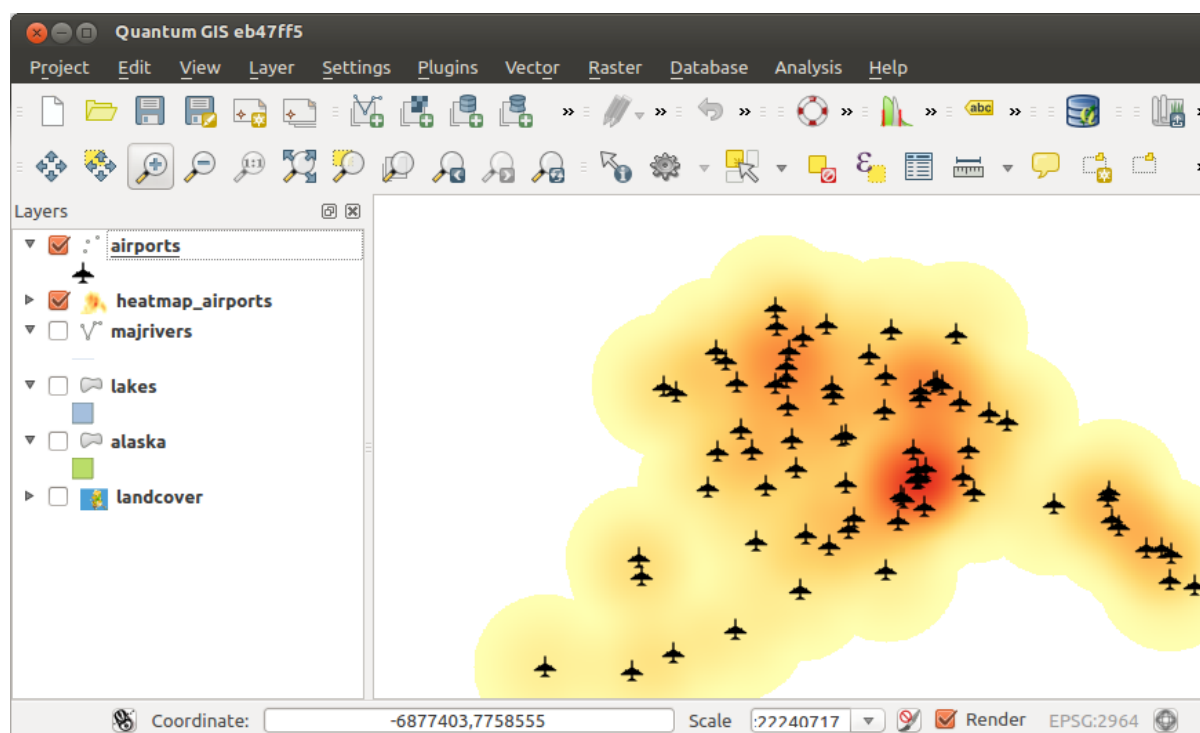 Quantum GIS eb47ff5
Project Edit View Layer Settings Plugins Vector Raster Database Analysis Help
abc
1:1
ε
Layers
airports
heatmap_airports
majrivers
lakes
alaska
landcover
Coordinate: -6877403,7758555 Scale :22240717 Render EPSG:2964